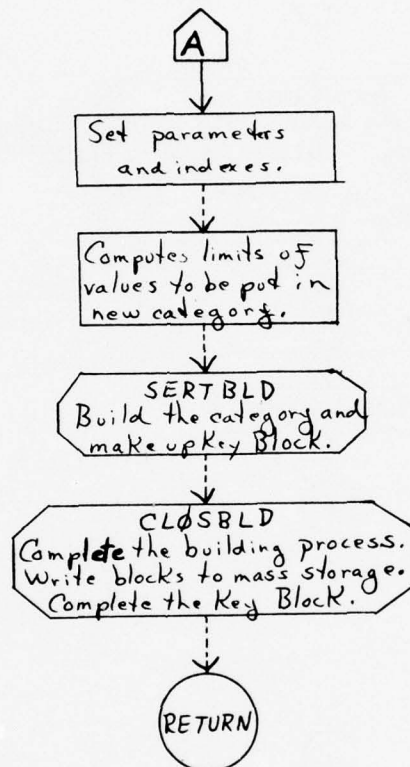 A
Set parameters
and indexes.
Computes limits of
values to be put in
new category.
SERTBLD
Build the category and
make up Key Block.
CLØSBLD
Complete the building process.
Write blocks to mass storage.
Complete the Key Block.
RETURN